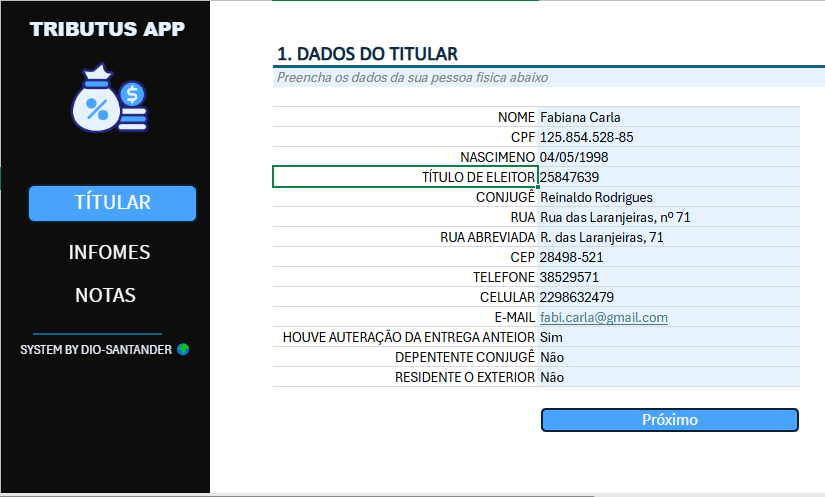 TRIBUTUS APP
TÍTULAR
INFOMES
NOTAS
SYSTEM BY DIO-SANTANDER
1. DADOS DO TITULAR
Preencha os dados da sua pessoa fisica abaixo
NOME Fabiana Carla
CPF 125.854.528-85
NASCIMENO 04/05/1998
TÍTULO DE ELEITOR 25847639
CONJUGÊ Reinaldo Rodrigues
RUA Rua das Laranjeiras, nº 71
RUA ABREVIADA R. das Laranjeiras, 71
CEP 28498-521
TELEFONE 38529571
CELULAR 2298632479
E-MAIL fabi.carla@gmail.com
HOUVE AUTERAÇÃO DA ENTREGA ANTEIOR Sim
DEPENTENTE CONJUGÊ Não
RESIDENTE O EXTERIOR Não
Próximo